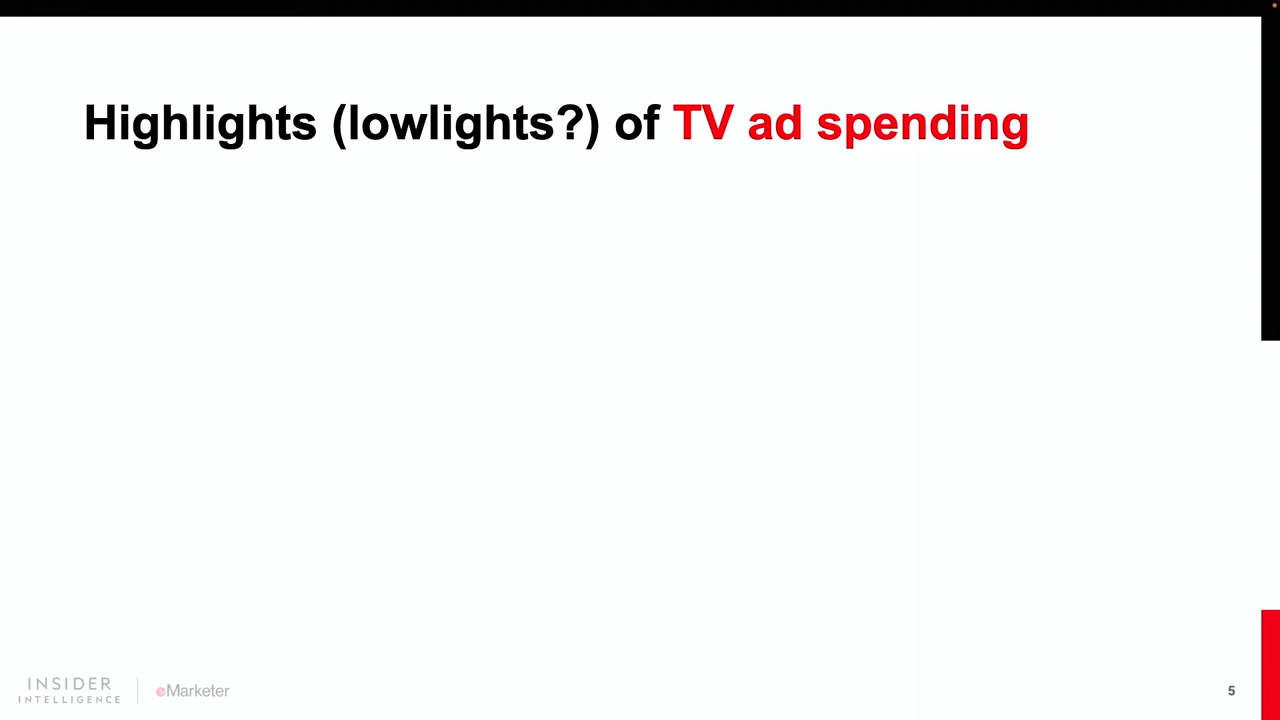 Highlights (lowlights?) of TV ad spending
INSIDER
INTELLIGENCE
eMarketer
5